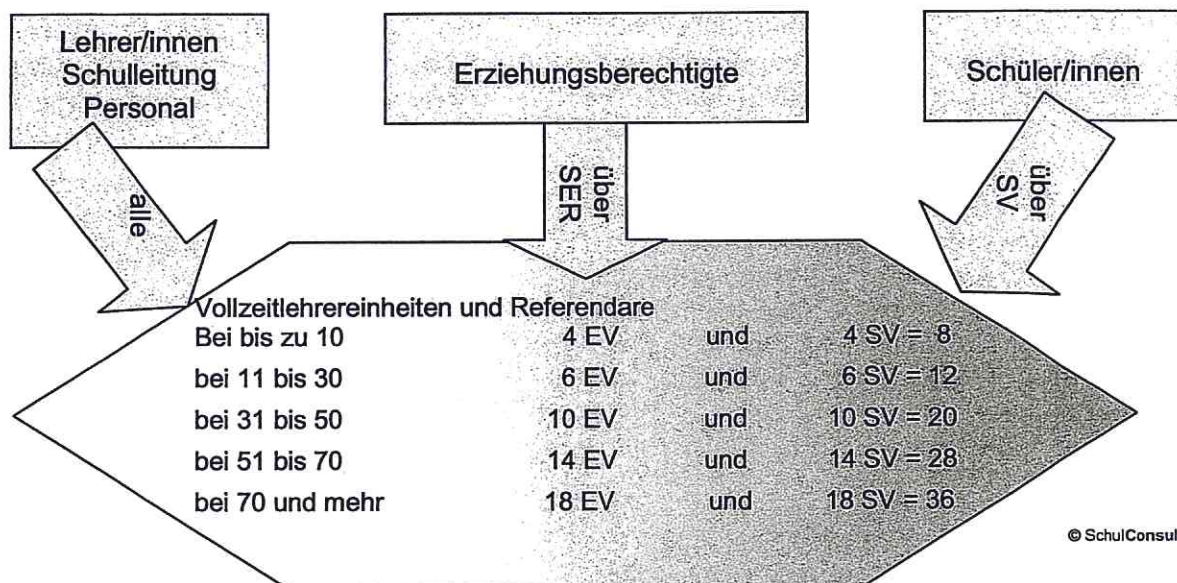 Lehrer/innen
Schulleitung
Personal
Erziehungsberechtigte
Schüler/innen
alle
über
SER
über
SV
Vollzeitlehrereinheiten und Referendare
Bei bis zu 10 4 EV und 4 SV = 8
bei 11 bis 30 6 EV und 6 SV = 12
bei 31 bis 50 10 EV und 10 SV = 20
bei 51 bis 70 14 EV und 14 SV = 28
bei 70 und mehr 18 EV und 18 SV = 36
© SchulConsul